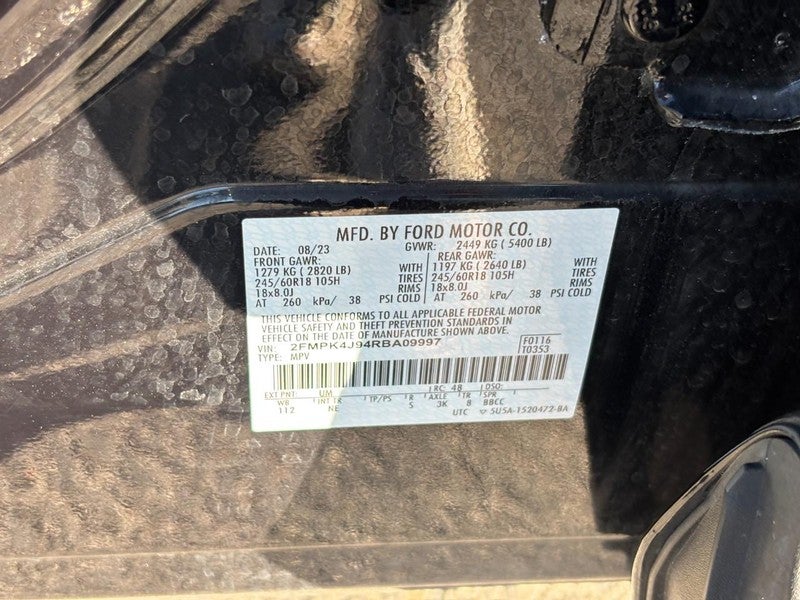 MFD. BY FORD MOTOR CO.
DATE: 08/23 GVWR: 2449 KG ( 5400 LB)
FRONT GAWR: REAR GAWR:
1279 KG ( 2820 LB) WITH 1197 KG ( 2640 LB) WITH
245/60R18 105H TIRES 245/60R18 105H TIRES
18x8.0J RIMS 18x8.0J RIMS
AT 260 kPa/ 38 PSI COLD AT 260 kPa/ 38 PSI COLD
THIS VEHICLE CONFORMS TO ALL APPLICABLE FEDERAL MOTOR
VEHICLE SAFETY AND THEFT PREVENTION STANDARDS IN
EFFECT ON THE DATE OF MANUFACTURE SHOWN ABOVE.
VIN: 2FMPK4J94RBA09997 F0116
TYPE: MPV T0353
EXT PNT: UM RC: 48 DSO:
WB INT TR TP/PS R AXLE TR SPR
112 NE S 3K 8 BBCC
UTC 5U5A-1520472-BA